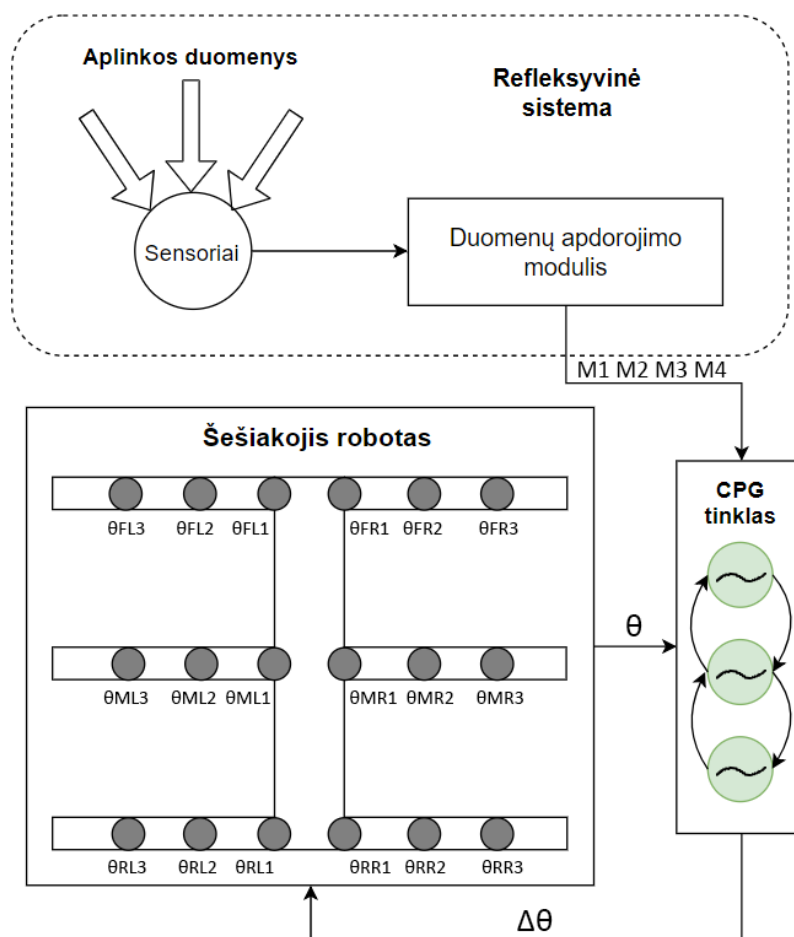 Aplinkos duomenys
Refleksyvinė
sistema
Sensoriai
Duomenų apdorojimo
modulis
M1 M2 M3 M4
Šešiakojis robotas
θFL3 θFL2 θFL1 θFR1 θFR2 θFR3
θML3 θML2 θML1 θMR1 θMR2 θMR3
θRL3 θRL2 θRL1 θRR1 θRR2 θRR3
θ
CPG
tinklas
Δθ